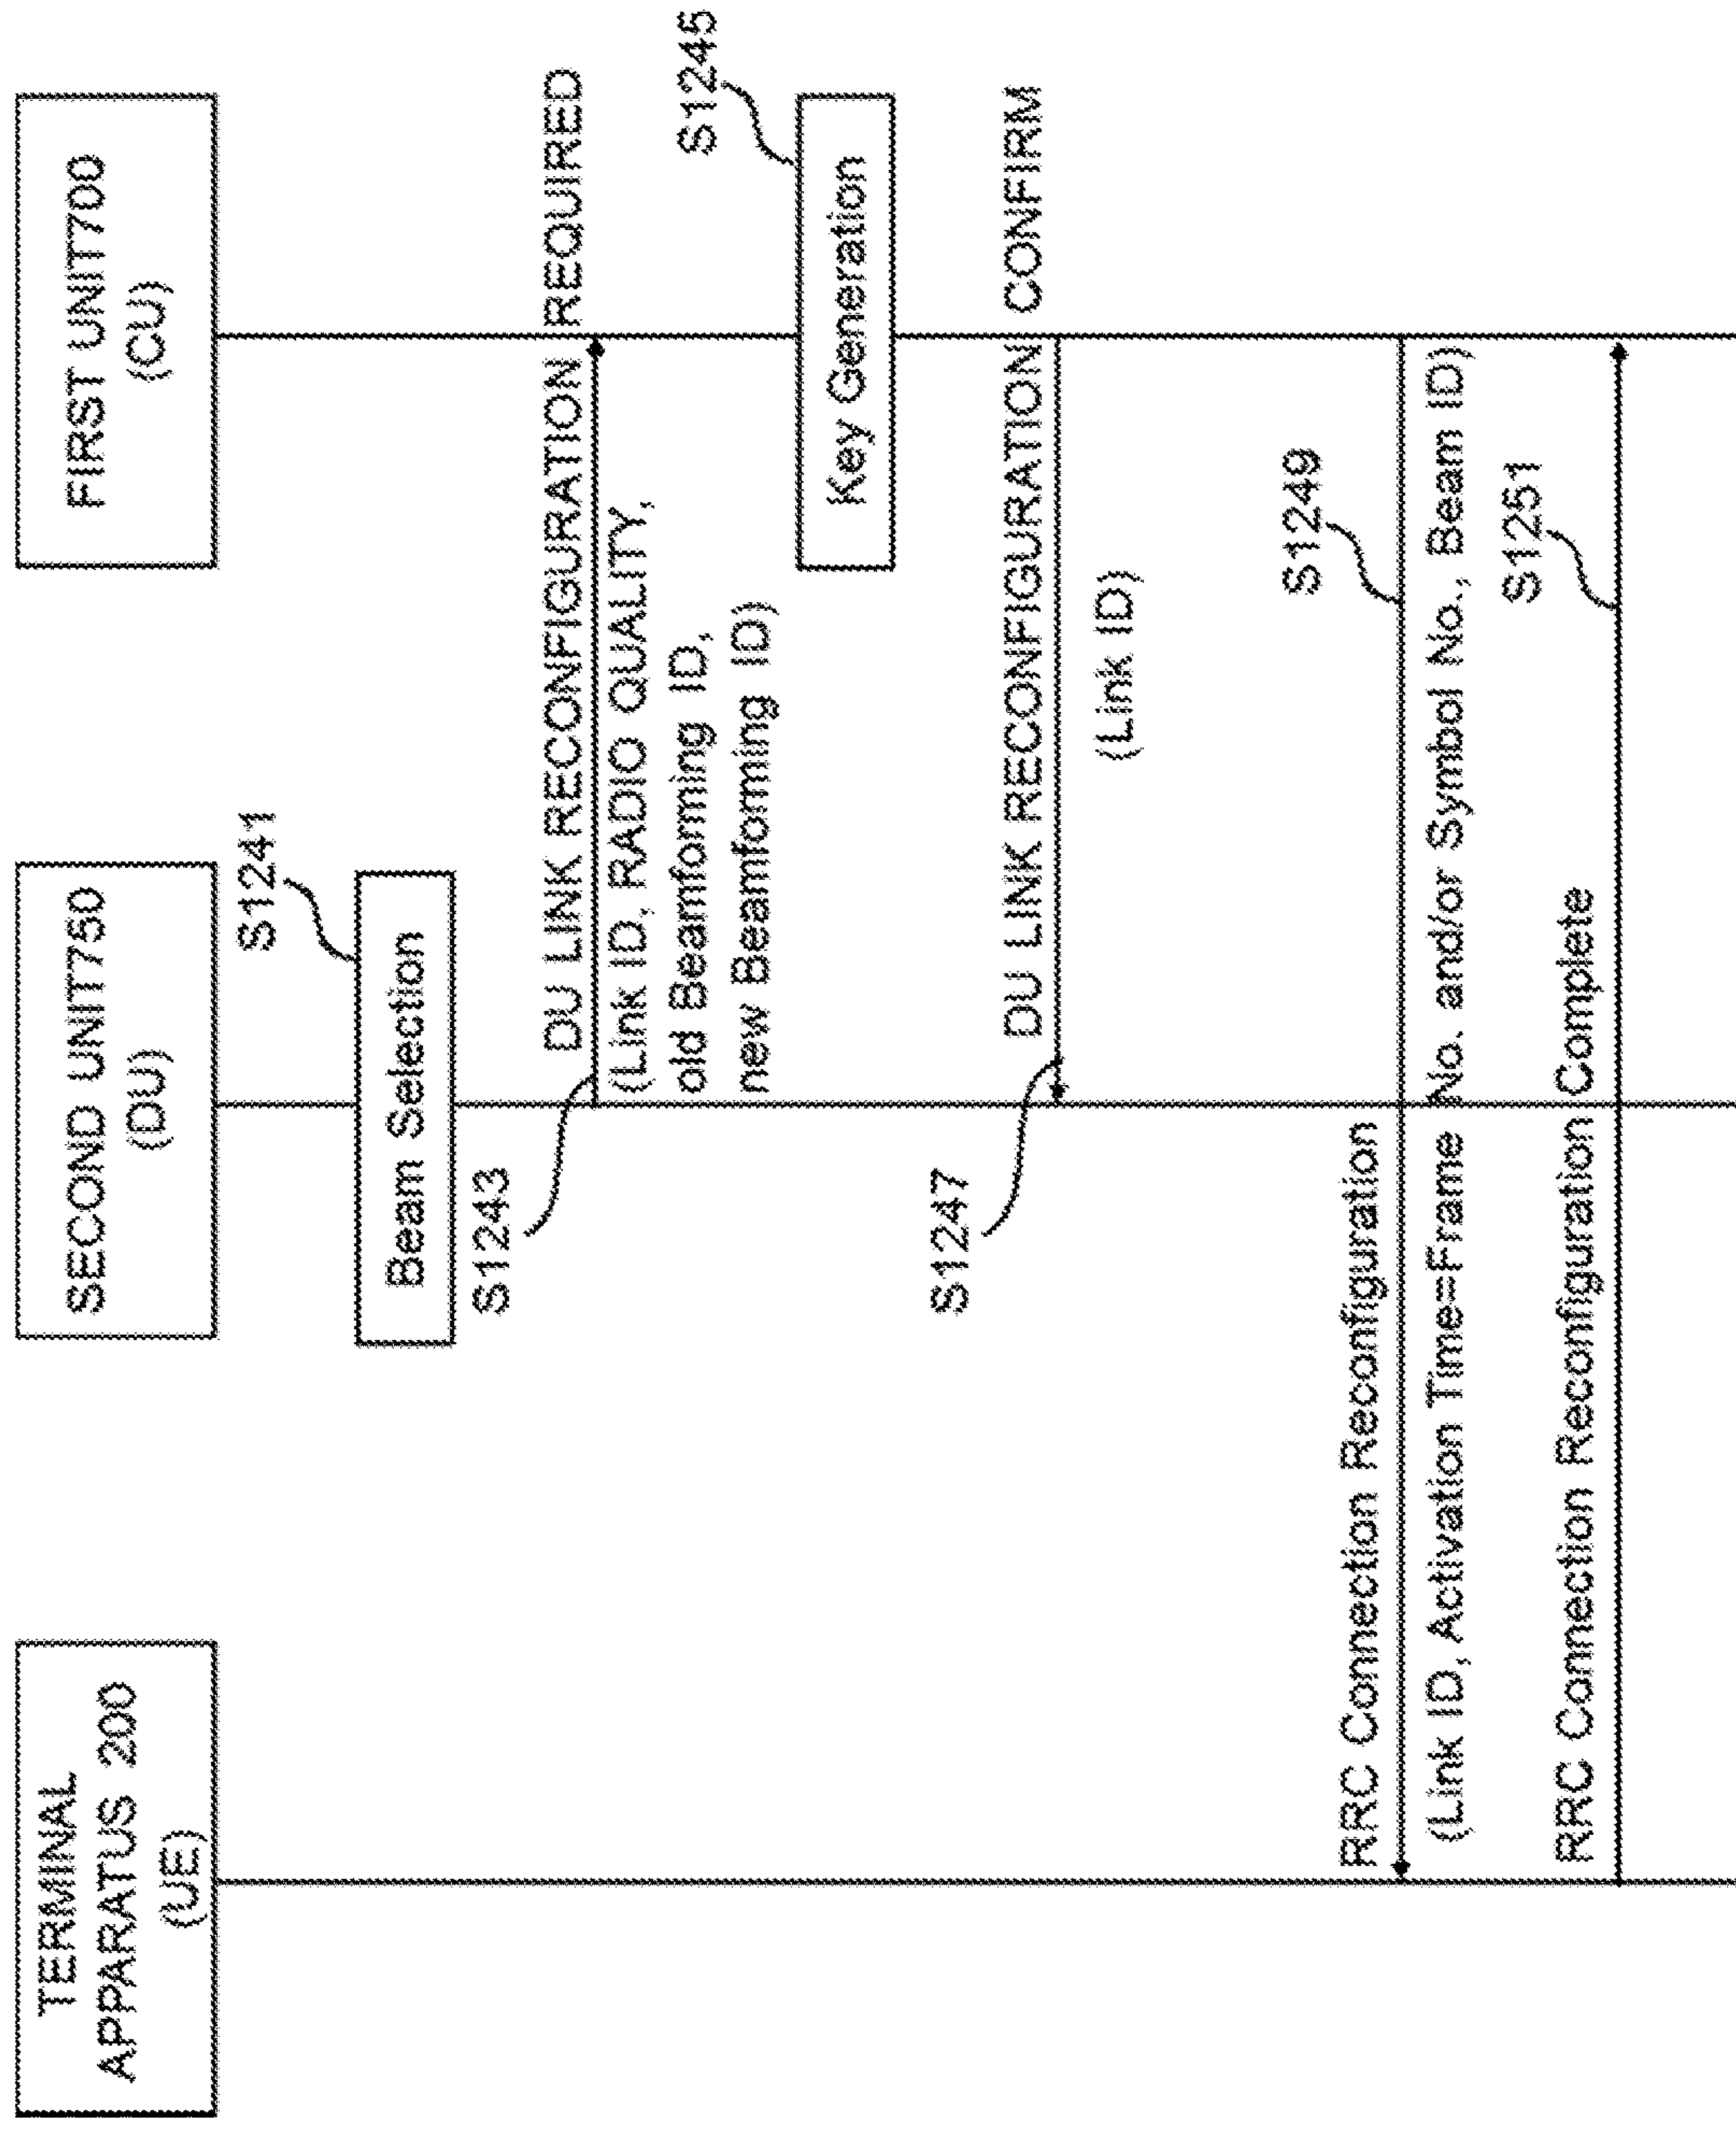 TERMINAL
APPARATUS 200
(UE)
SECOND UNIT750
(DU)
FIRST UNIT700
(CU)
S1241
Beam Selection
S1243
DU LINK RECONFIGURATION REQUIRED
(Link ID, RADIO QUALITY,
old Beamforming ID,
new Beamfoming ID)
S1245
Key Generation
S1247
DU LINK RECONFIGURATION CONFIRM
(Link ID)
S1249
RRC Connection Reconfiguration
(Link ID, Activation Time=Frame No. and/or Symbol No., Beam ID)
S1251
RRC Connection Reconfiguration Complete